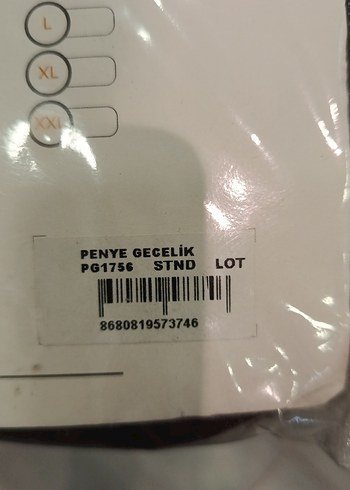 L
XL
XXL
PENYE GECELİK
PG1756 STND LOT
8680819573746